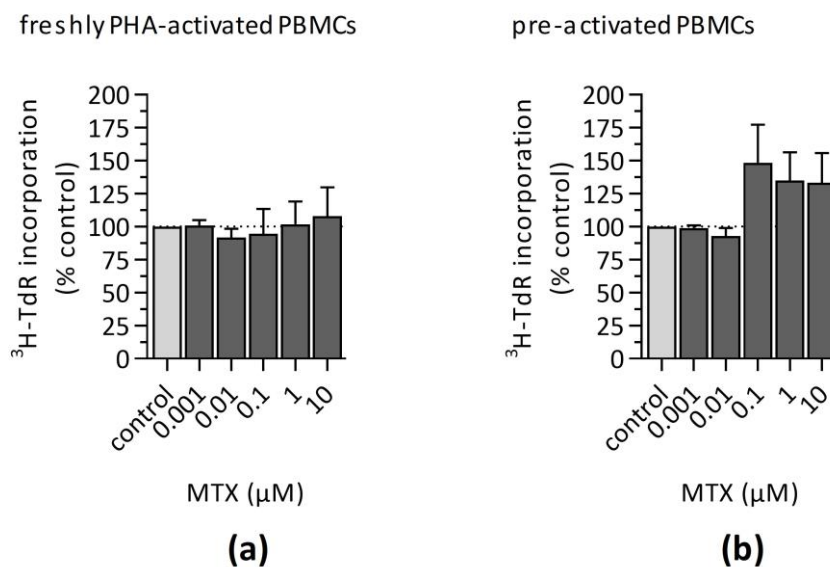 freshly PHA-activated PBMCs
³H-TdR incorporation
(% control)
200
175
150
125
100
75
50
25
0
control
0.001
0.01
0.1
1
10
MTX (µM)
(a)
pre-activated PBMCs
³H-TdR incorporation
(% control)
200
175
150
125
100
75
50
25
0
control
0.001
0.01
0.1
1
10
MTX (µM)
(b)